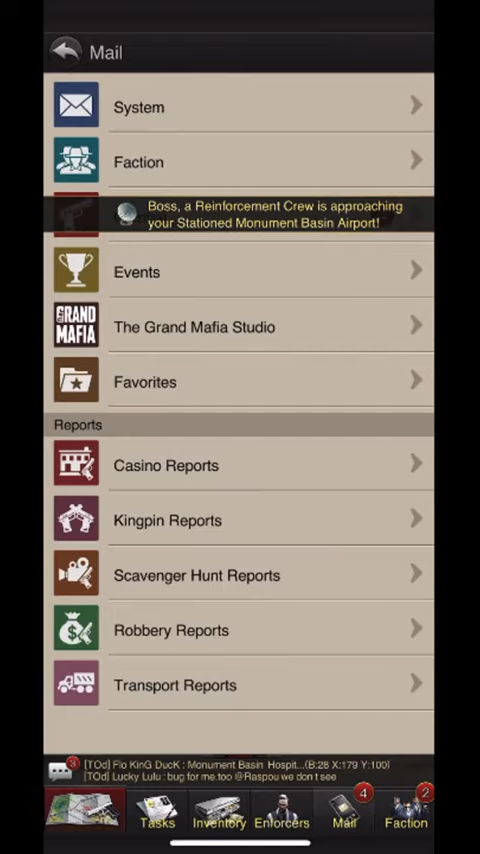 Mail
System
Faction
Boss, a Reinforcement Crew is approaching
your Stationed Monument Basin Airport!
Events
GRAND
MAFIA
The Grand Mafia Studio
Favorites
Reports
Casino Reports
Kingpin Reports
Scavenger Hunt Reports
Robbery Reports
Transport Reports
3
[TOd] Flo KinG DucK : Monument Basin Hospit...(B:28 X:179 Y:100)
[TOd] Lucky Lulu : bug for me.too @Raspou we don t see
4
2
Tasks
Inventory
Enforcers
Mail
Faction